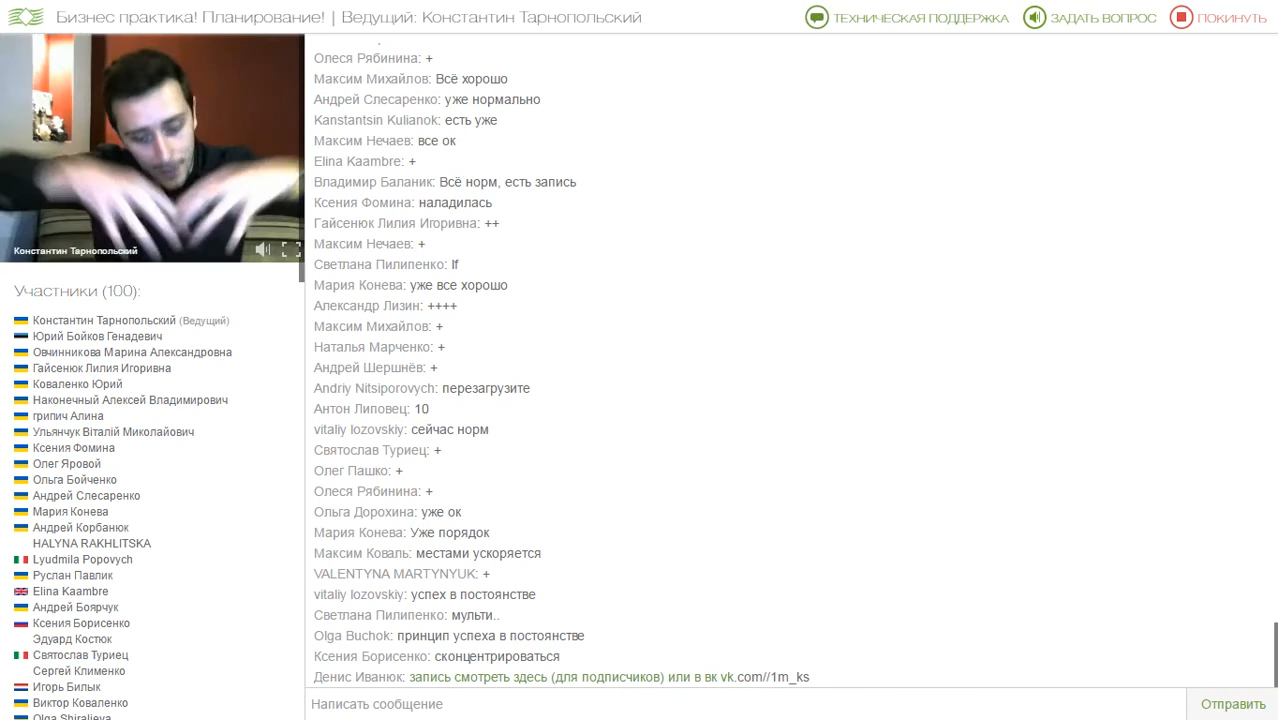 Бизнес практика! Планирование! | Ведущий: Константин Тарнопольский
ТЕХНИЧЕСКАЯ ПОДДЕРЖКА
ЗАДАТЬ ВОПРОС
ПОКИНУТЬ
Константин Тарнопольский
Участники (100):
Константин Тарнопольский (Ведущий)
Юрий Бойков Генадевич
Овчинникова Марина Александровна
Гайсенюк Лилия Игоривна
Коваленко Юрий
Наконечный Алексей Владимирович
грипич Алина
Ульянчук Віталій Миколайович
Ксения Фомина
Олег Яровой
Ольга Бойченко
Андрей Слесаренко
Мария Конева
Андрей Корбанюк
HALYNA RAKHLITSKA
Lyudmila Popovych
Руслан Павлик
Elina Kaambre
Андрей Боярчук
Ксения Борисенко
Эдуард Костюк
Святослав Туриец
Сергей Клименко
Игорь Билык
Виктор Коваленко
Olga Shiralieva
Олеся Рябинина: +
Максим Михайлов: Всё хорошо
Андрей Слесаренко: уже нормально
Kanstantsin Kulianok: есть уже
Максим Нечаев: все ок
Elina Kaambre: +
Владимир Баланик: Всё норм, есть запись
Ксения Фомина: наладилась
Гайсенюк Лилия Игоривна: ++
Максим Нечаев: +
Светлана Пилипенко: lf
Мария Конева: уже все хорошо
Александр Лизин: ++++
Максим Михайлов: +
Наталья Марченко: +
Андрей Шершнёв: +
Andriy Nitsiporovych: перезагрузите
Антон Липовец: 10
vitaliy lozovskiy: сейчас норм
Святослав Туриец: +
Олег Пашко: +
Олеся Рябинина: +
Ольга Дорохина: уже ок
Мария Конева: Уже порядок
Максим Коваль: местами ускоряется
VALENTYNA MARTYNYUK: +
vitaliy lozovskiy: успех в постоянстве
Светлана Пилипенко: мульти..
Olga Buchok: принцип успеха в постоянстве
Ксения Борисенко: сконцентрироваться
Денис Иванюк: запись смотреть здесь (для подписчиков) или в вк vk.com//1m_ks
Написать сообщение
Отправить